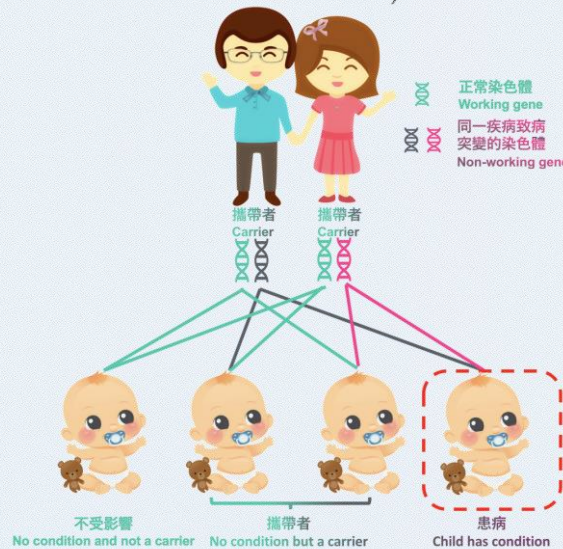 正常染色體
Working gene
同一疾病致病
突變的染色體
Non-working gene
攜帶者
Carrier
攜帶者
Carrier
不受影響
No condition and not a carrier
攜帶者
No condition but a carrier
患病
Child has condition